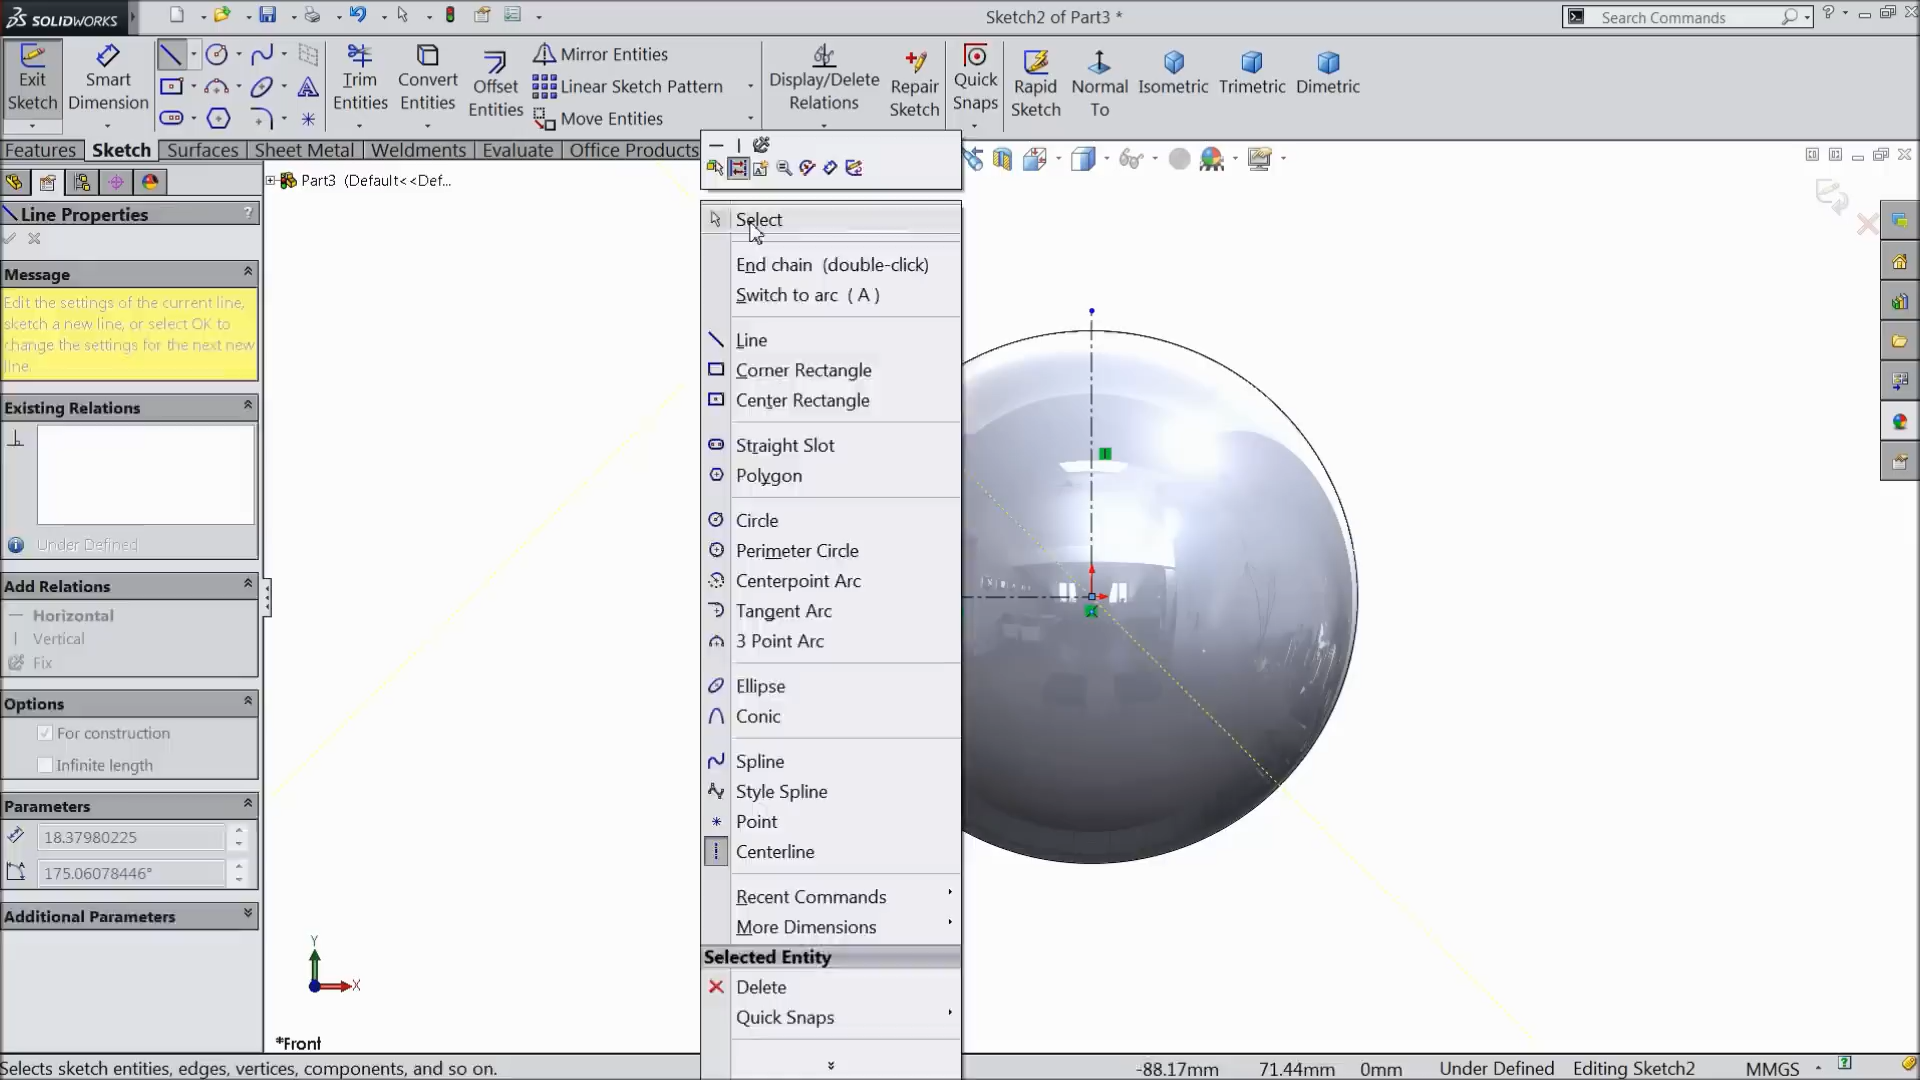 SOLIDWORKS
Sketch2 of Part3 *
Search Commands
Exit Sketch
Smart Dimension
Trim Entities
Convert Entities
Offset Entities
Mirror Entities
Linear Sketch Pattern
Move Entities
Display/Delete Relations
Repair Sketch
Quick Snaps
Rapid Sketch
Normal To
Isometric
Trimetric
Dimetric
Features
Sketch
Surfaces
Sheet Metal
Weldments
Evaluate
Office Products
Part3 (Default<<Def...
Line Properties
?
Message
Edit the settings of the current line,
sketch a new line, or select OK to
change the settings for the next new
line.
Existing Relations
Under Defined
Add Relations
Horizontal
Vertical
Fix
Options
For construction
Infinite length
Parameters
18.37980225
175.06078446°
Additional Parameters
Select
End chain (double-click)
Switch to arc ( A )
Line
Corner Rectangle
Center Rectangle
Straight Slot
Polygon
Circle
Perimeter Circle
Centerpoint Arc
Tangent Arc
3 Point Arc
Ellipse
Conic
Spline
Style Spline
Point
Centerline
Recent Commands
More Dimensions
Selected Entity
Delete
Quick Snaps
Y
X
*Front
Selects sketch entities, edges, vertices, components, and so on.
-88.17mm
71.44mm
0mm
Under Defined
Editing Sketch2
MMGS